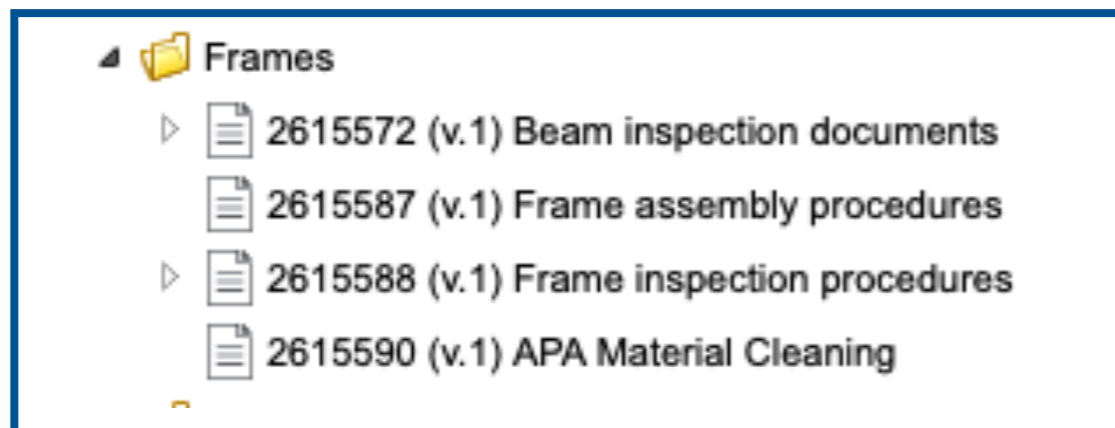 Frames
2615572 (v.1) Beam inspection documents
2615587 (v.1) Frame assembly procedures
2615588 (v.1) Frame inspection procedures
2615590 (v.1) APA Material Cleaning